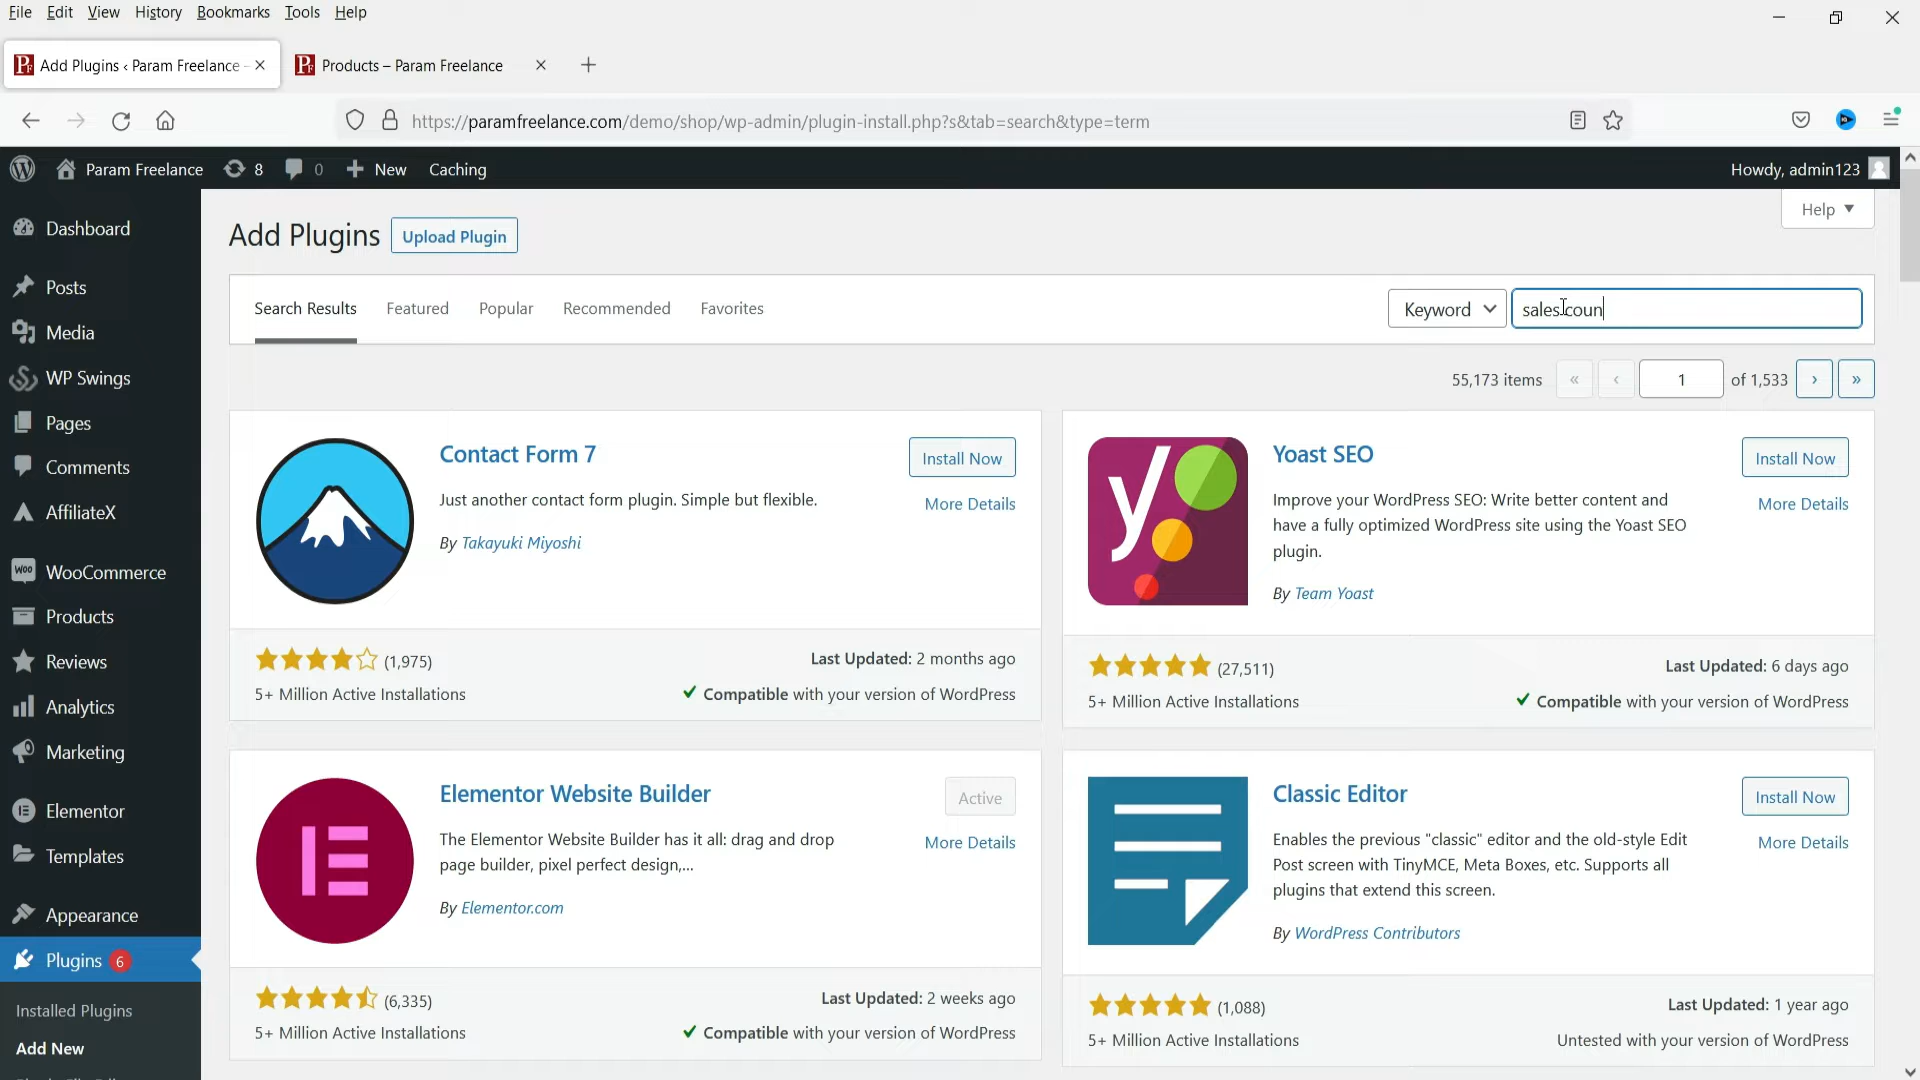 File Edit View History Bookmarks Tools Help
Add Plugins ‹ Param Freelance –
Products – Param Freelance
https://paramfreelance.com/demo/shop/wp-admin/plugin-install.php?s&tab=search&type=term
Param Freelance 8 0 New Caching
Howdy, admin123
Help
Dashboard
Posts
Media
WP Swings
Pages
Comments
AffiliateX
WooCommerce
Products
Reviews
Analytics
Marketing
Elementor
Templates
Appearance
Plugins 6
Installed Plugins
Add New
Add Plugins Upload Plugin
Search Results Featured Popular Recommended Favorites
Keyword sales coun
55,173 items « ‹ 1 of 1,533 › »
Contact Form 7
Install Now
More Details
Just another contact form plugin. Simple but flexible.
By Takayuki Miyoshi
(1,975)
5+ Million Active Installations
Last Updated: 2 months ago
Compatible with your version of WordPress
Yoast SEO
Install Now
More Details
Improve your WordPress SEO: Write better content and
have a fully optimized WordPress site using the Yoast SEO
plugin.
By Team Yoast
(27,511)
5+ Million Active Installations
Last Updated: 6 days ago
Compatible with your version of WordPress
Elementor Website Builder
Active
More Details
The Elementor Website Builder has it all: drag and drop
page builder, pixel perfect design,...
By Elementor.com
(6,335)
5+ Million Active Installations
Last Updated: 2 weeks ago
Compatible with your version of WordPress
Classic Editor
Install Now
More Details
Enables the previous "classic" editor and the old-style Edit
Post screen with TinyMCE, Meta Boxes, etc. Supports all
plugins that extend this screen.
By WordPress Contributors
(1,088)
5+ Million Active Installations
Last Updated: 1 year ago
Untested with your version of WordPress